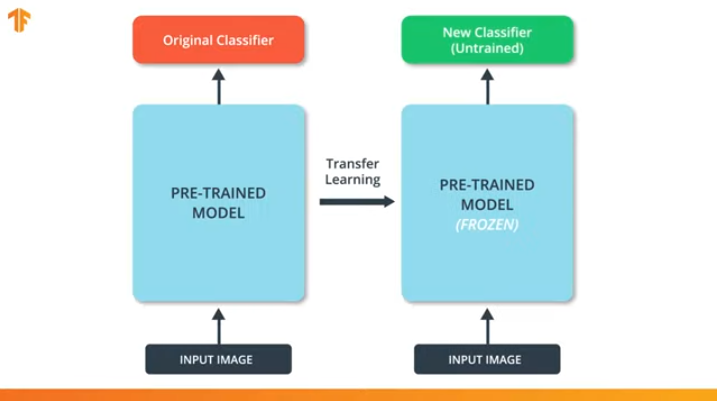 Original Classifier
New Classifier
(Untrained)
PRE-TRAINED
MODEL
Transfer
Learning
PRE-TRAINED
MODEL
(FROZEN)
INPUT IMAGE
INPUT IMAGE